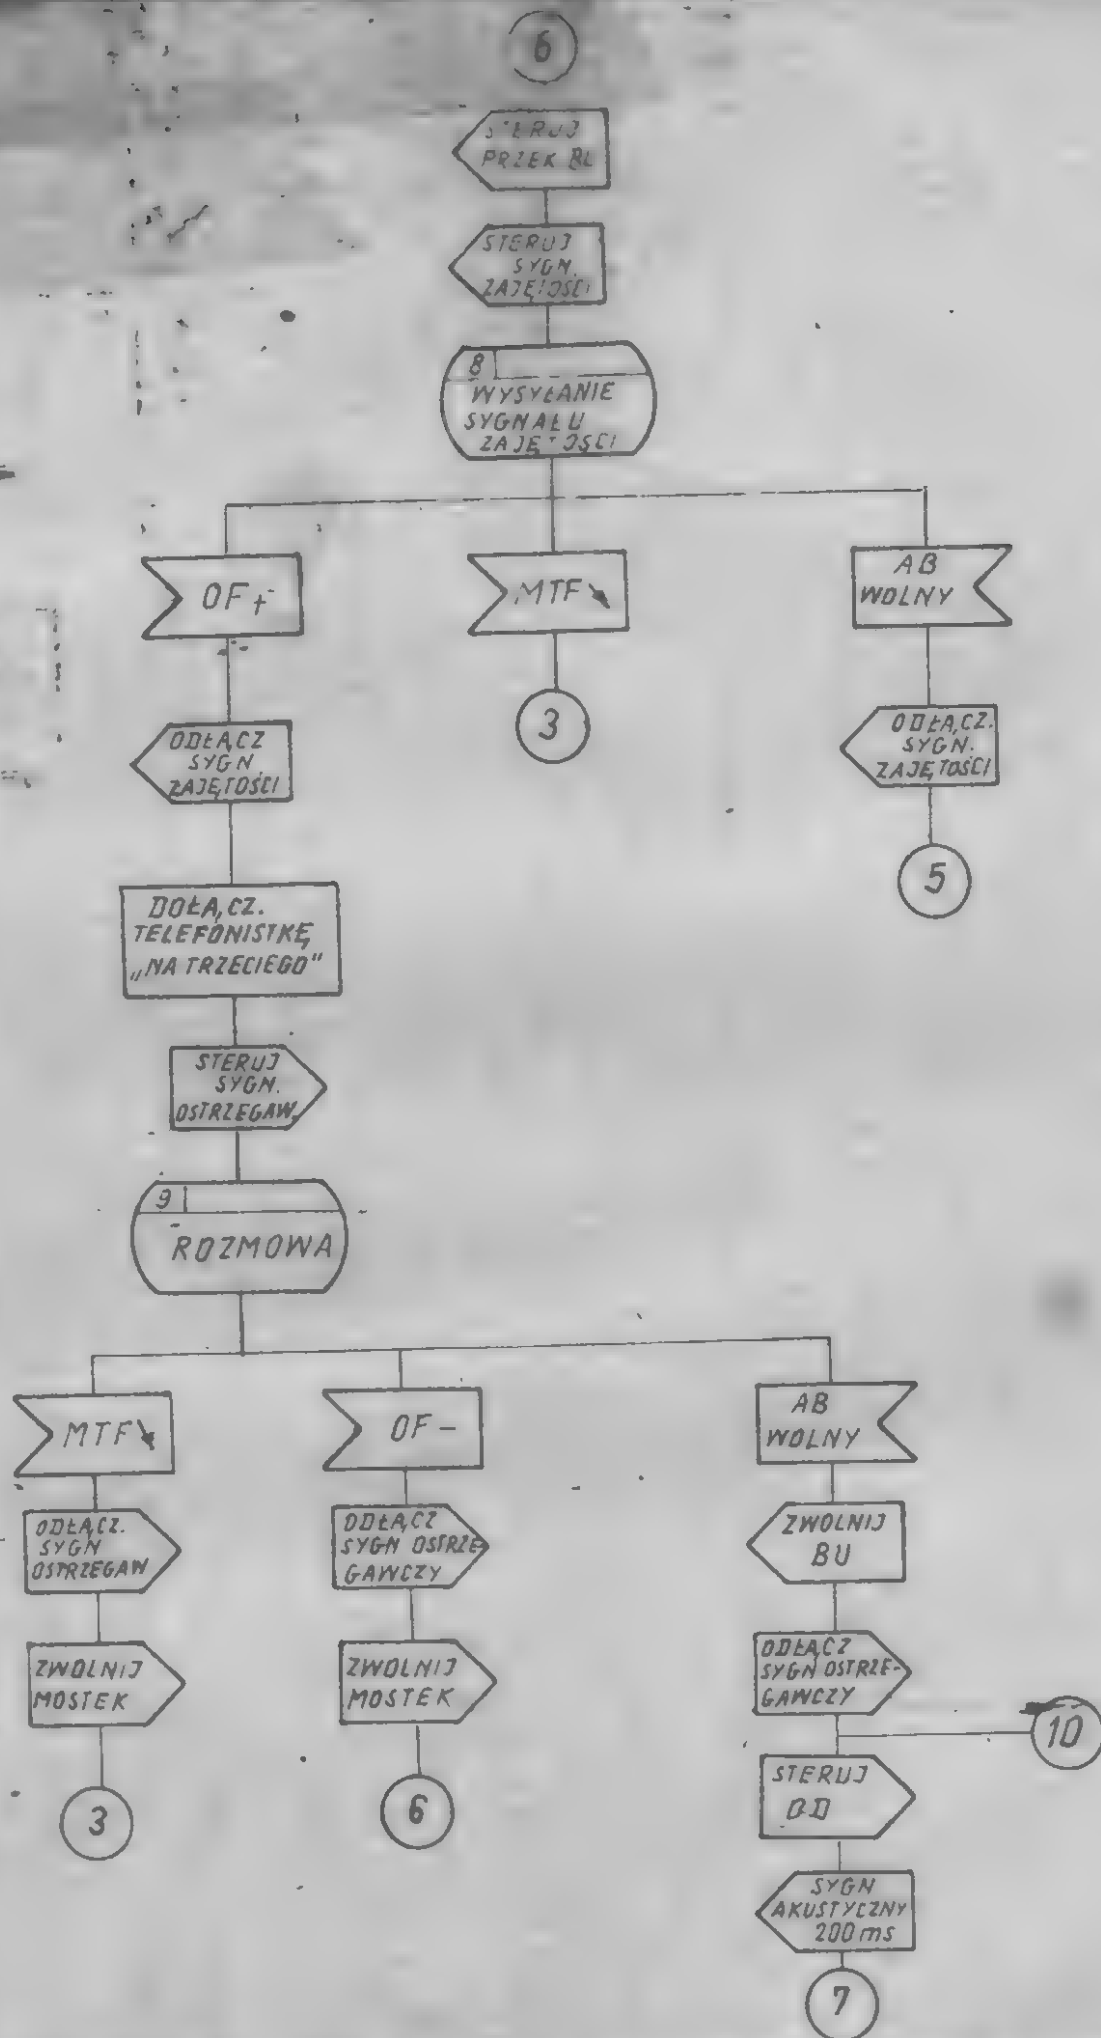 6
STERUJ
PRZEK BL
STERUJ
SYGN.
ZAJĘTOŚCI
8
WYSYŁANIE
SYGNAŁU
ZAJĘTOŚCI
OF+
MTF↘
AB
WOLNY
ODŁĄCZ
SYGN
ZAJĘTOŚCI
3
ODŁĄCZ.
SYGN.
ZAJĘTOŚCI
5
DOŁĄCZ.
TELEFONISTKĘ
„NA TRZECIEGO"
STERUJ
SYGN.
OSTRZEGAW.
9
ROZMOWA
MTF↘
OF-
AB
WOLNY
ODŁĄCZ.
SYGN
OSTRZEGAW
ODŁĄCZ
SYGN OSTRZE-
GAWCZY
ZWOLNIJ
BU
ZWOLNIJ
MOSTEK
ZWOLNIJ
MOSTEK
ODŁĄCZ
SYGN OSTRZE-
GAWCZY
10
3
6
STERUJ
SYGN
AKUSTYCZNY
200ms
7